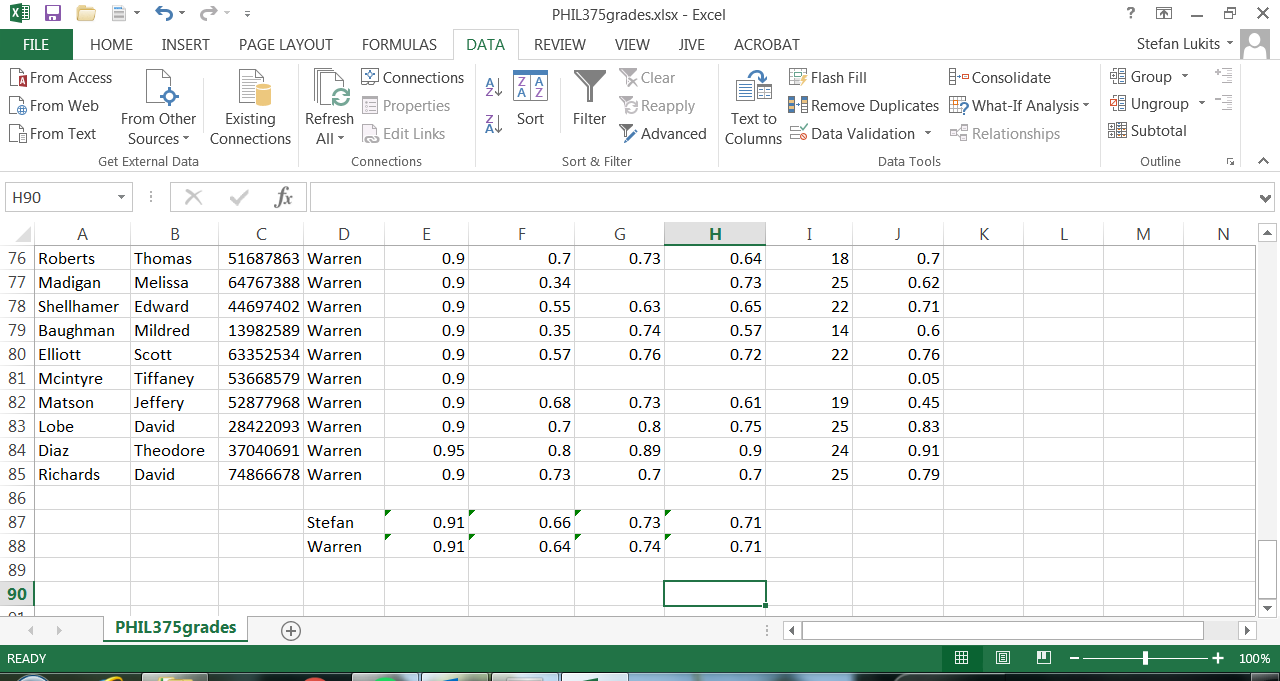 PHIL375grades.xlsx - Excel
?
FILE HOME INSERT PAGE LAYOUT FORMULAS DATA REVIEW VIEW JIVE ACROBAT Stefan Lukits
From Access
From Web
From Text
From Other
Sources
Existing
Connections
Get External Data
Refresh
All
Connections
Properties
Edit Links
Connections
Sort
Filter
Clear
Reapply
Advanced
Sort & Filter
Text to
Columns
Flash Fill
Remove Duplicates
Data Validation
Consolidate
What-If Analysis
Relationships
Data Tools
Group
Ungroup
Subtotal
Outline
H90 fx
A B C D E F G H I J K L M N
76 Roberts Thomas 51687863 Warren 0.9 0.7 0.73 0.64 18 0.7
77 Madigan Melissa 64767388 Warren 0.9 0.34 0.73 25 0.62
78 Shellhamer Edward 44697402 Warren 0.9 0.55 0.63 0.65 22 0.71
79 Baughman Mildred 13982589 Warren 0.9 0.35 0.74 0.57 14 0.6
80 Elliott Scott 63352534 Warren 0.9 0.57 0.76 0.72 22 0.76
81 Mcintyre Tiffaney 53668579 Warren 0.9 0.05
82 Matson Jeffery 52877968 Warren 0.9 0.68 0.73 0.61 19 0.45
83 Lobe David 28422093 Warren 0.9 0.7 0.8 0.75 25 0.83
84 Diaz Theodore 37040691 Warren 0.95 0.8 0.89 0.9 24 0.91
85 Richards David 74866678 Warren 0.9 0.73 0.7 0.7 25 0.79
86
87 Stefan 0.91 0.66 0.73 0.71
88 Warren 0.91 0.64 0.74 0.71
89
90
PHIL375grades
READY 100%